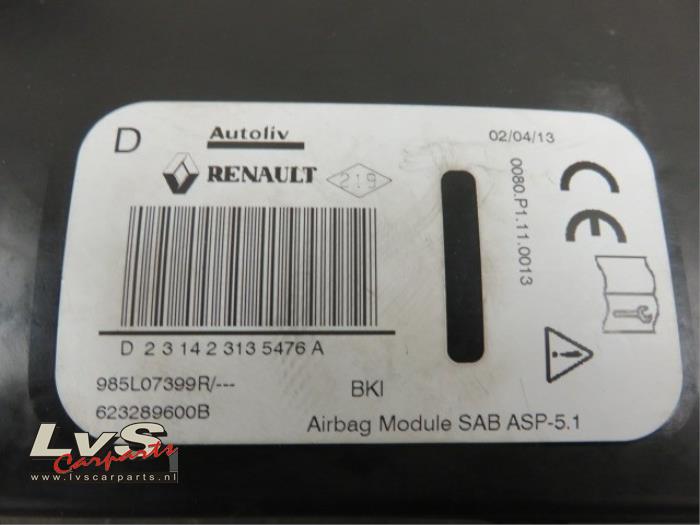 D
Autoliv
02/04/13
RENAULT
219
0080.P1.11.0013
CE
D 2 3 14 2 313 5476 A
985L07399R/---
BKI
623289600B
Airbag Module SAB ASP-5.1
LvS
Carparts
www.lvscarparts.nl